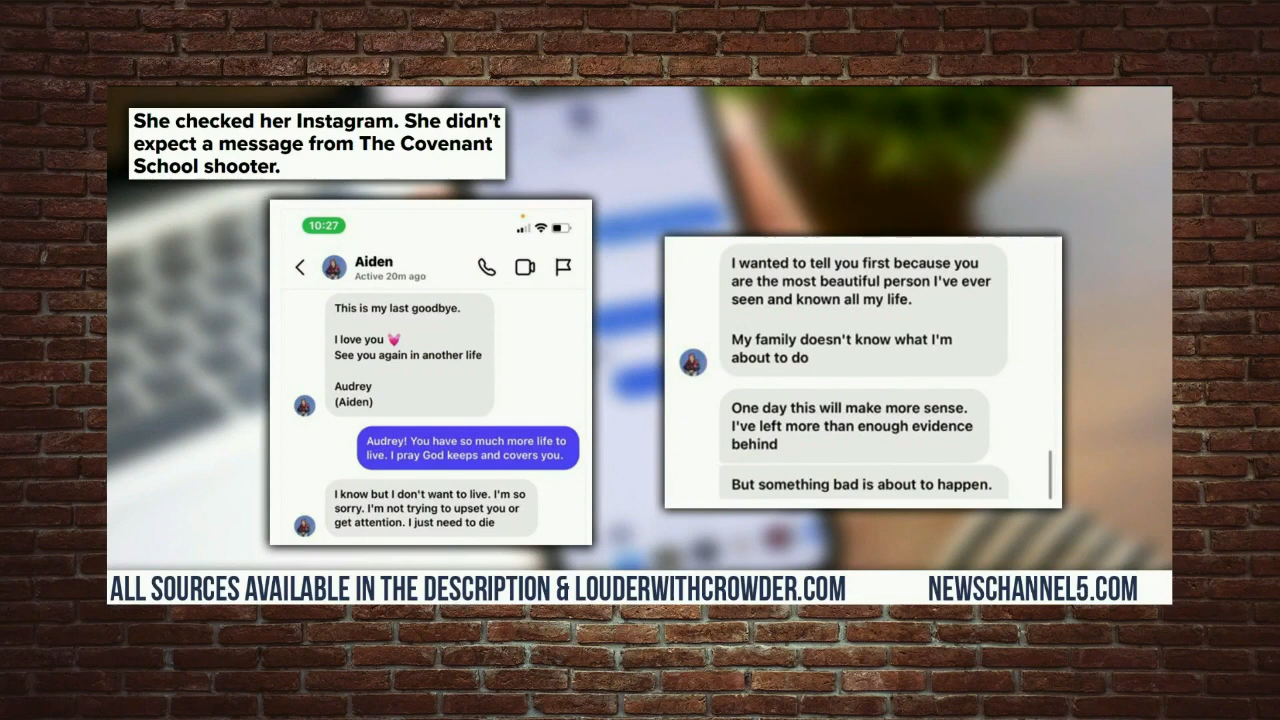 She checked her Instagram. She didn't
expect a message from The Covenant
School shooter.
10:27
Aiden
Active 20m ago
This is my last goodbye.
I love you 💓
See you again in another life
Audrey
(Aiden)
Audrey! You have so much more life to
live. I pray God keeps and covers you.
I know but I don't want to live. I'm so
sorry. I'm not trying to upset you or
get attention. I just need to die
I wanted to tell you first because you
are the most beautiful person I've ever
seen and known all my life.
My family doesn't know what I'm
about to do
One day this will make more sense.
I've left more than enough evidence
behind
But something bad is about to happen.
ALL SOURCES AVAILABLE IN THE DESCRIPTION & LOUDERWITHCROWDER.COM
NEWSCHANNEL5.COM